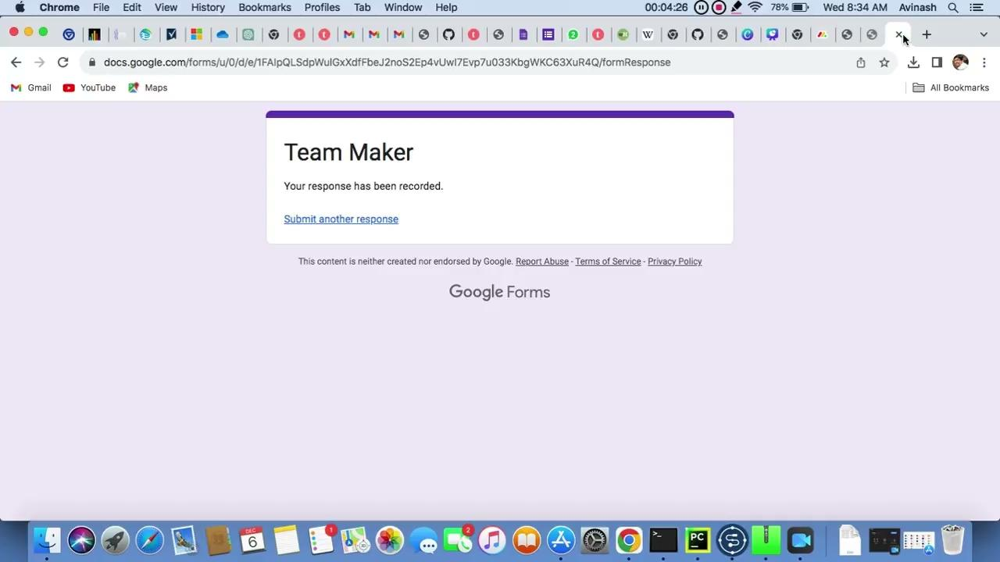 Chrome File Edit View History Bookmarks Profiles Tab Window Help 00:04:26 78% Wed 8:34 AM Avinash
docs.google.com/forms/u/0/d/e/1FAIpQLSdpWuIGxXdfFbeJ2noS2Ep4vUwI7Evp7u033KbgWKC63XuR4Q/formResponse
Gmail YouTube Maps All Bookmarks
Team Maker
Your response has been recorded.
Submit another response
This content is neither created nor endorsed by Google. Report Abuse - Terms of Service - Privacy Policy
Google Forms
DEC
6
1
2
PC